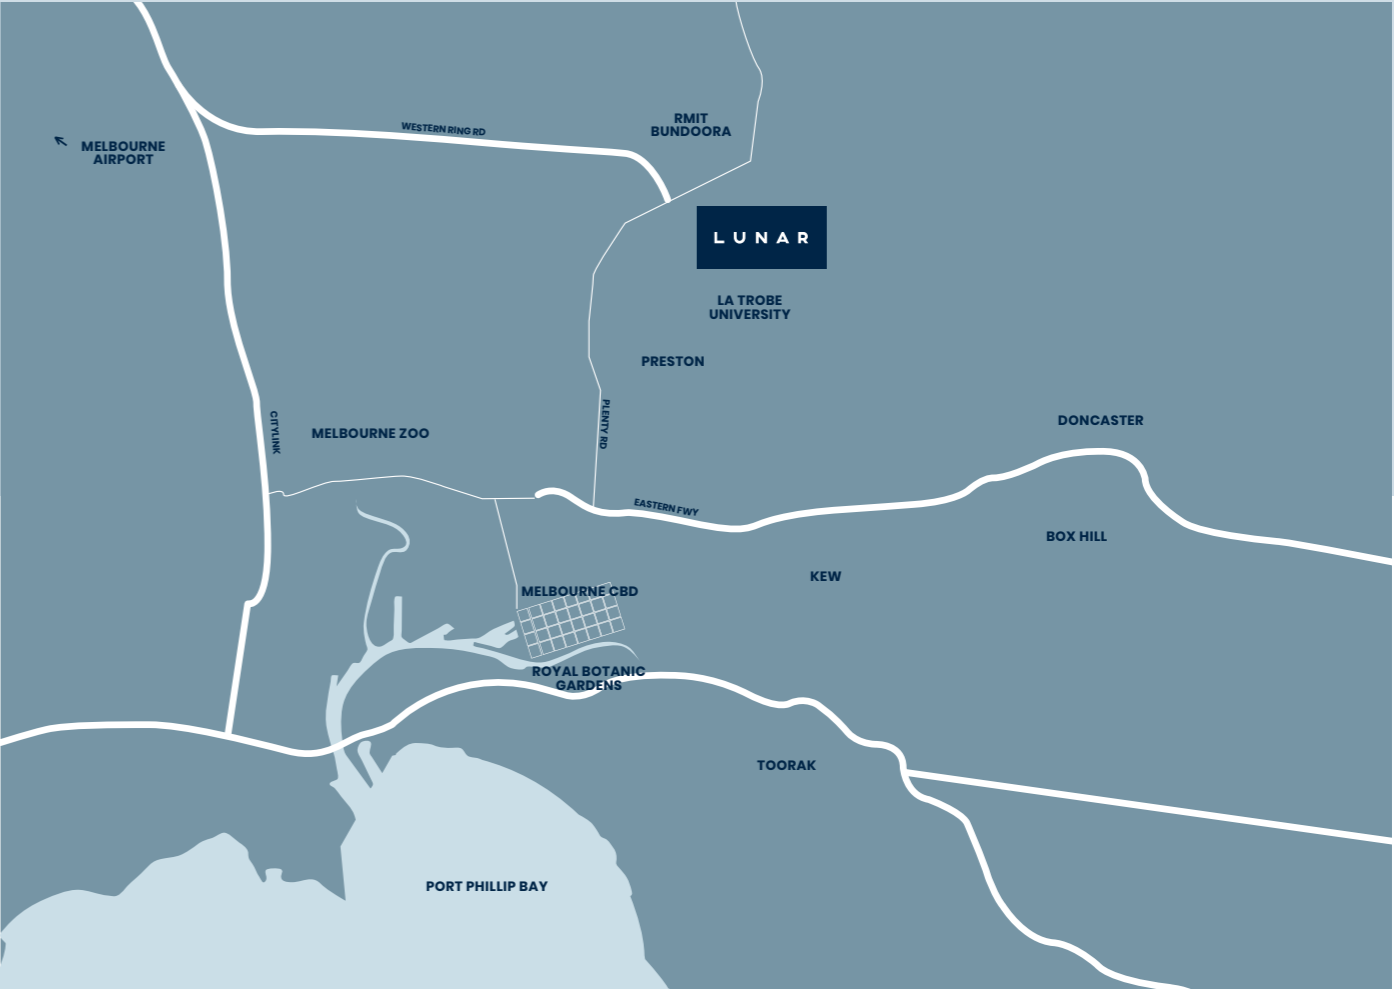 WESTERN RING RD
RMIT
BUNDOORA
MELBOURNE
AIRPORT
LUNAR
LA TROBE
UNIVERSITY
PRESTON
CITYLINK
MELBOURNE ZOO
PLENTY RD
DONCASTER
EASTERN FWY
BOX HILL
KEW
MELBOURNE CBD
ROYAL BOTANIC
GARDENS
TOORAK
PORT PHILLIP BAY